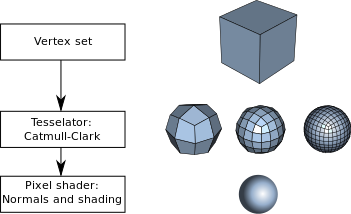 Vertex set
Tesselator:
Catmull-Clark
Pixel shader:
Normals and shading